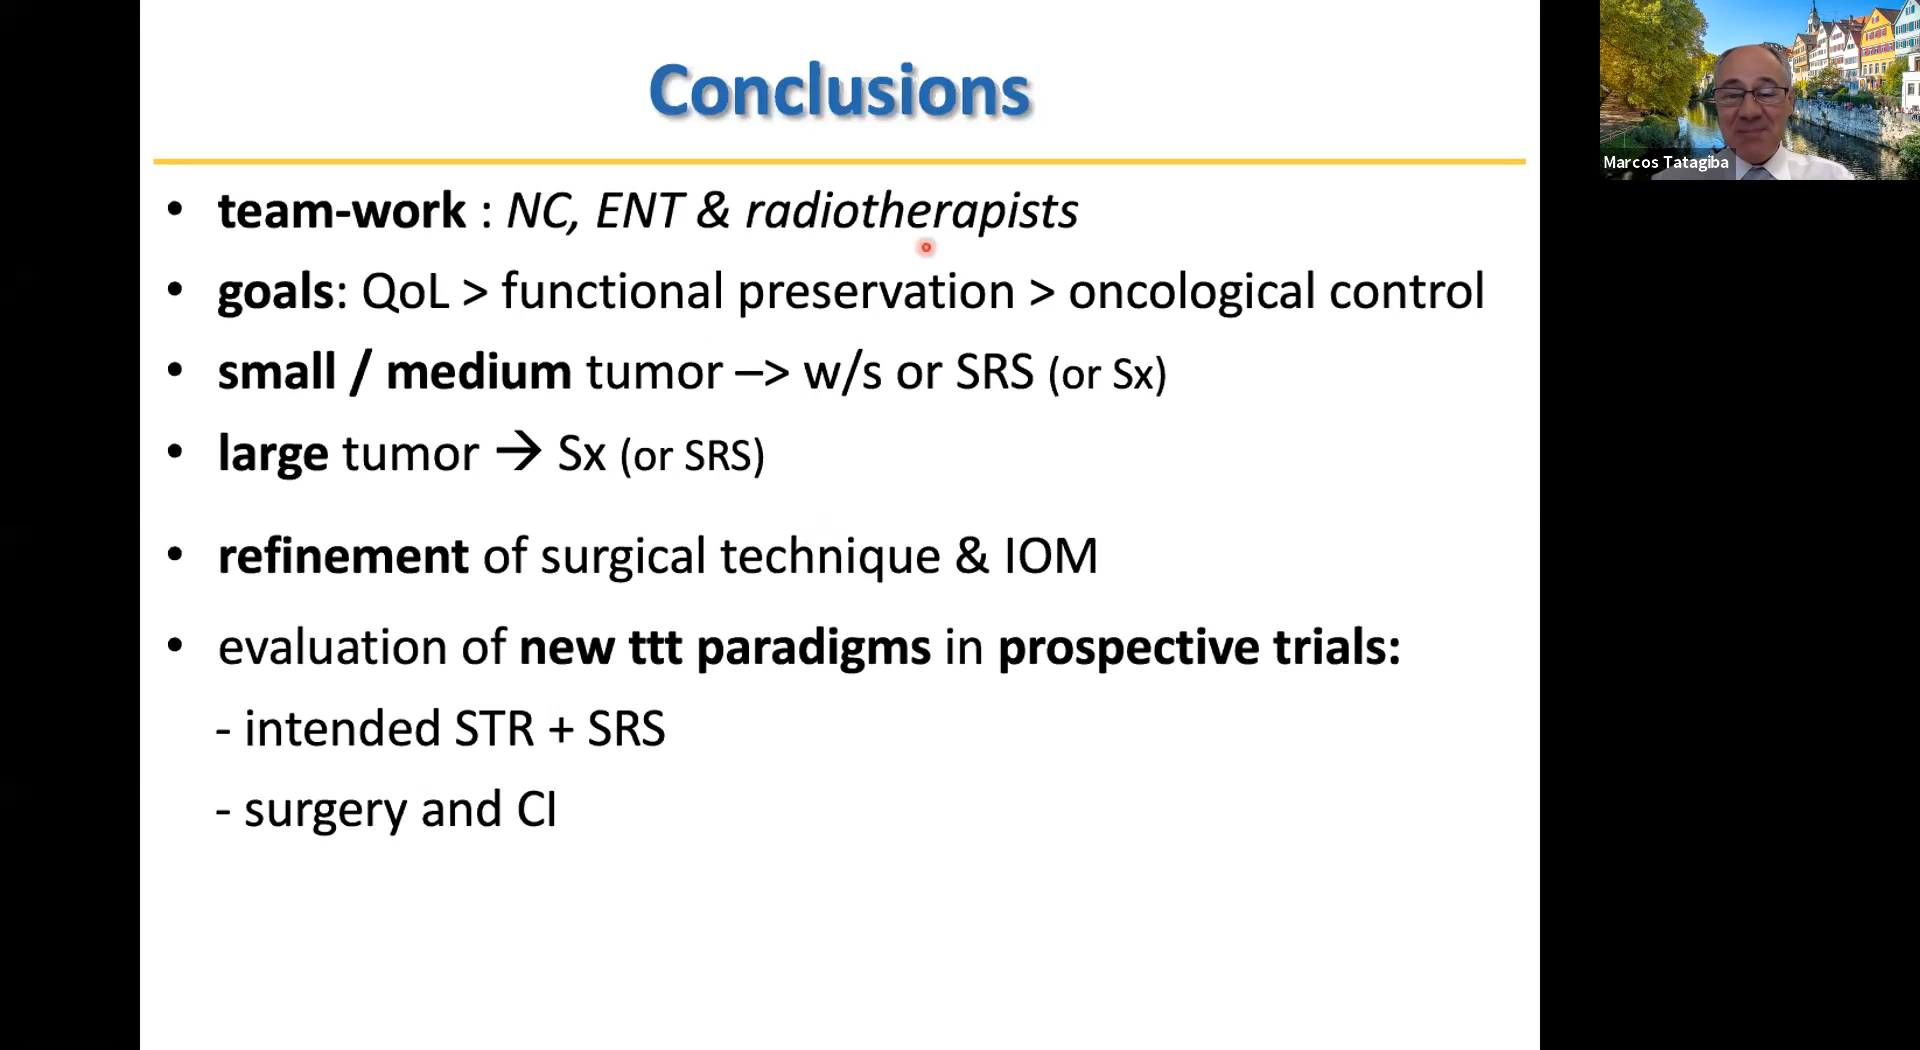 Conclusions
• team-work : NC, ENT & radiotherapists
• goals: QoL > functional preservation > oncological control
• small / medium tumor –> w/s or SRS (or Sx)
• large tumor → Sx (or SRS)
• refinement of surgical technique & IOM
• evaluation of new ttt paradigms in prospective trials:
- intended STR + SRS
- surgery and CI
Marcos Tatagiba